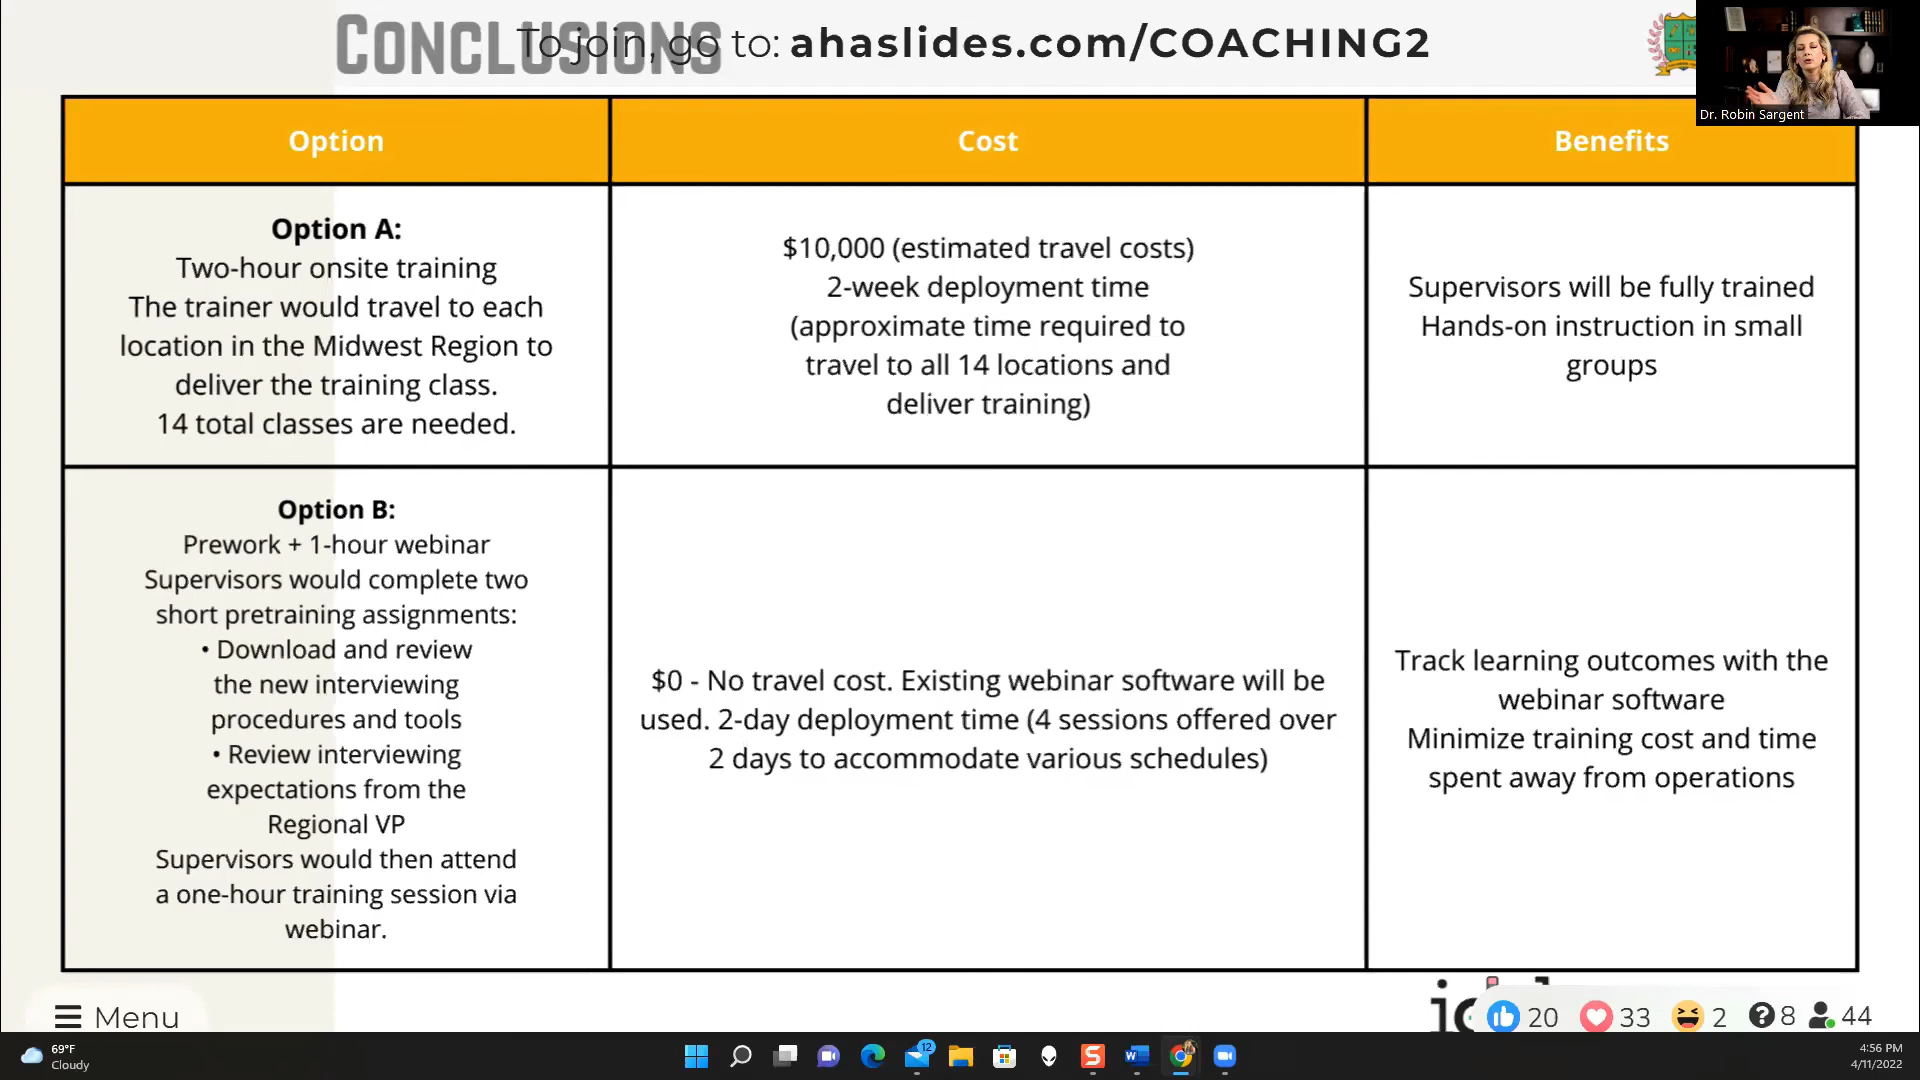 CONCLUSIONS
To join, go to: ahaslides.com/COACHING2
Dr. Robin Sargent
Option
Cost
Benefits
Option A:
Two-hour onsite training
The trainer would travel to each
location in the Midwest Region to
deliver the training class.
14 total classes are needed.
$10,000 (estimated travel costs)
2-week deployment time
(approximate time required to
travel to all 14 locations and
deliver training)
Supervisors will be fully trained
Hands-on instruction in small
groups
Option B:
Prework + 1-hour webinar
Supervisors would complete two
short pretraining assignments:
• Download and review
the new interviewing
procedures and tools
• Review interviewing
expectations from the
Regional VP
Supervisors would then attend
a one-hour training session via
webinar.
$0 - No travel cost. Existing webinar software will be
used. 2-day deployment time (4 sessions offered over
2 days to accommodate various schedules)
Track learning outcomes with the
webinar software
Minimize training cost and time
spent away from operations
Menu
20
33
2
8
44
69°F
Cloudy
12
4:56 PM
4/11/2022